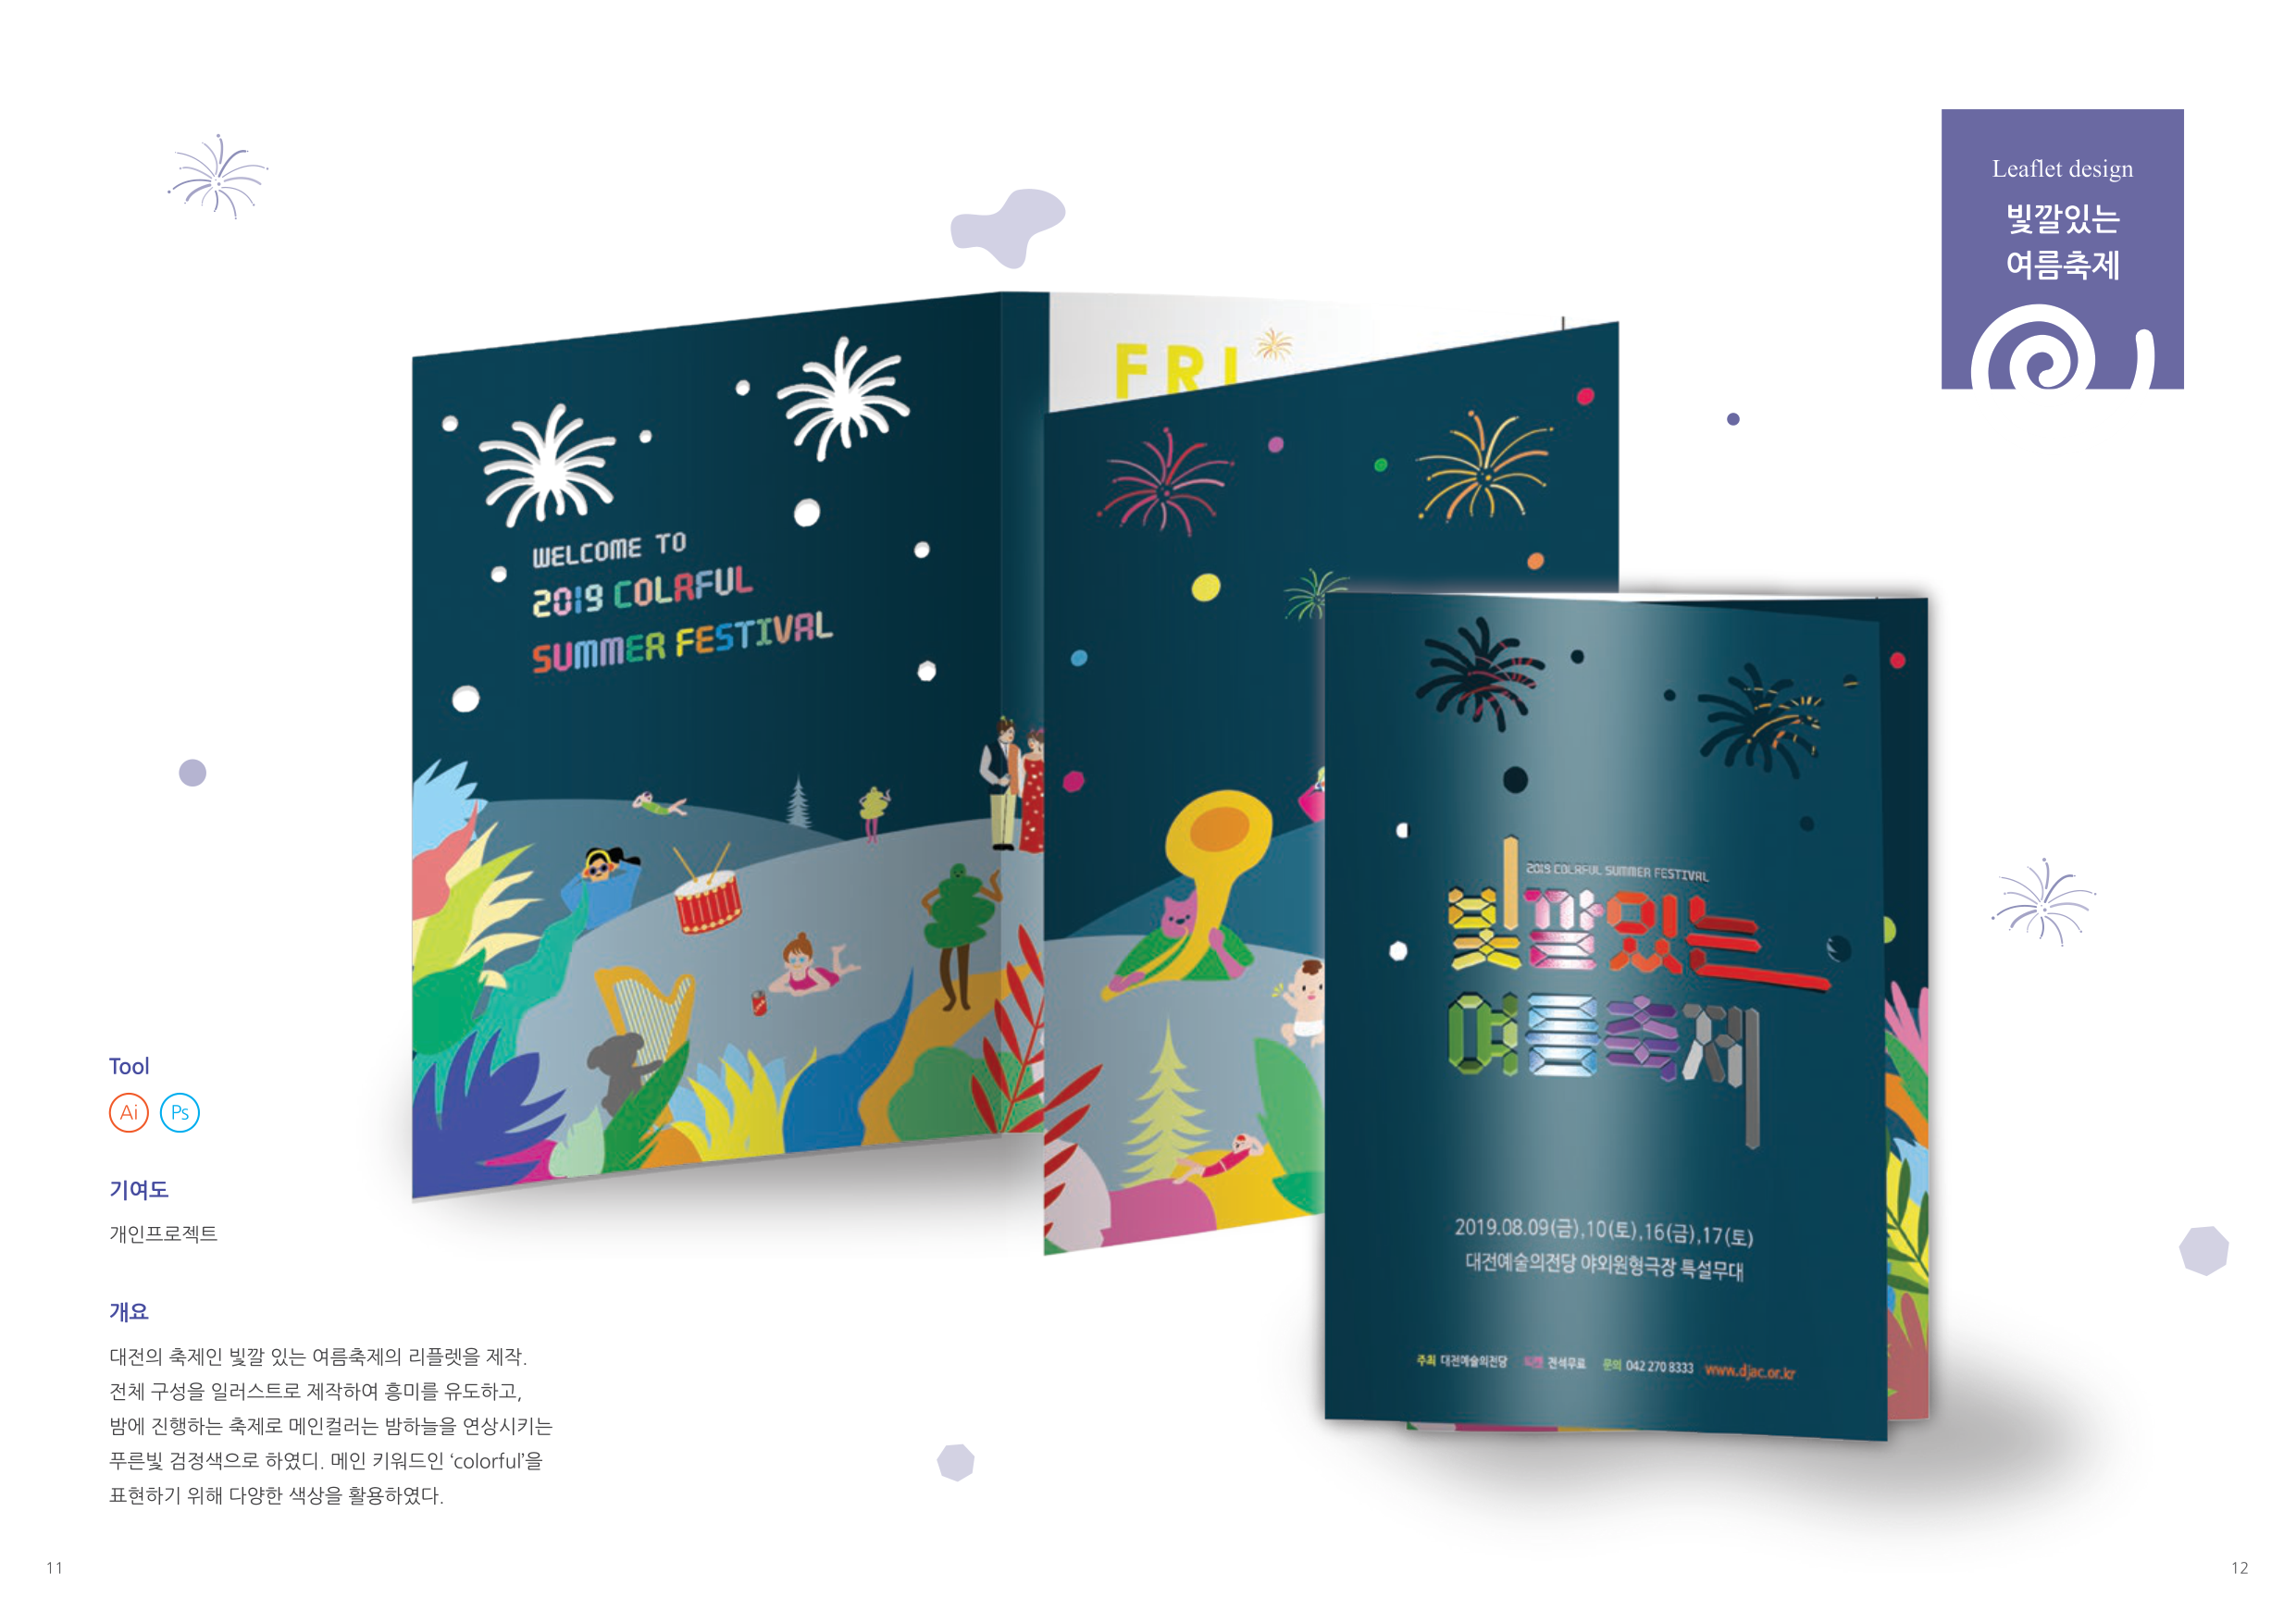 Leaflet design
빛깔있는
여름축제
FRI
WELCOME TO
2019 COLRFUL
SUMMER FESTIVAL
2019 COLRFUL SUMMER FESTIVAL
빛깔있는
여름축제
2019.08.09(금),10(토),16(금),17(토)
대전예술의전당 야외원형극장 특설무대
주최 대전예술의전당 티켓 전석무료 문의 042 270 8333 www.djac.or.kr
Tool
Ai Ps
기여도
개인프로젝트
개요
대전의 축제인 빛깔 있는 여름축제의 리플렛을 제작.
전체 구성을 일러스트로 제작하여 흥미를 유도하고,
밤에 진행하는 축제로 메인컬러는 밤하늘을 연상시키는
푸른빛 검정색으로 하였디. 메인 키워드인 ‘colorful’을
표현하기 위해 다양한 색상을 활용하였다.
11
12